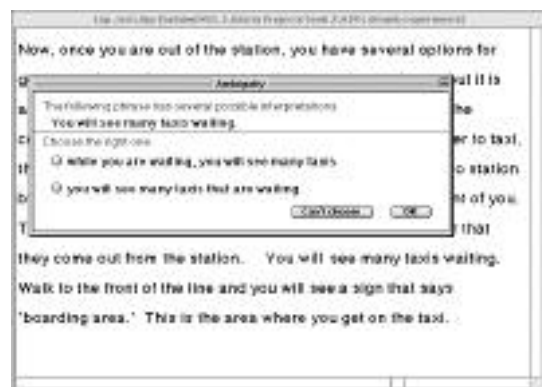 Now, once you are out of the station, you have several options for
Ambiguity
ut it is
The following phrase has several possible interpretations
he
You will see many taxis waiting.
Choose the right one
er to taxi,
while you are waiting, you will see many taxis
o station
you will see many taxis that are waiting
nt of you.
Can't choose
OK
that
they come out from the station. You will see many taxis waiting.
Walk to the front of the line and you will see a sign that says
"boarding area." This is the area where you get on the taxi.